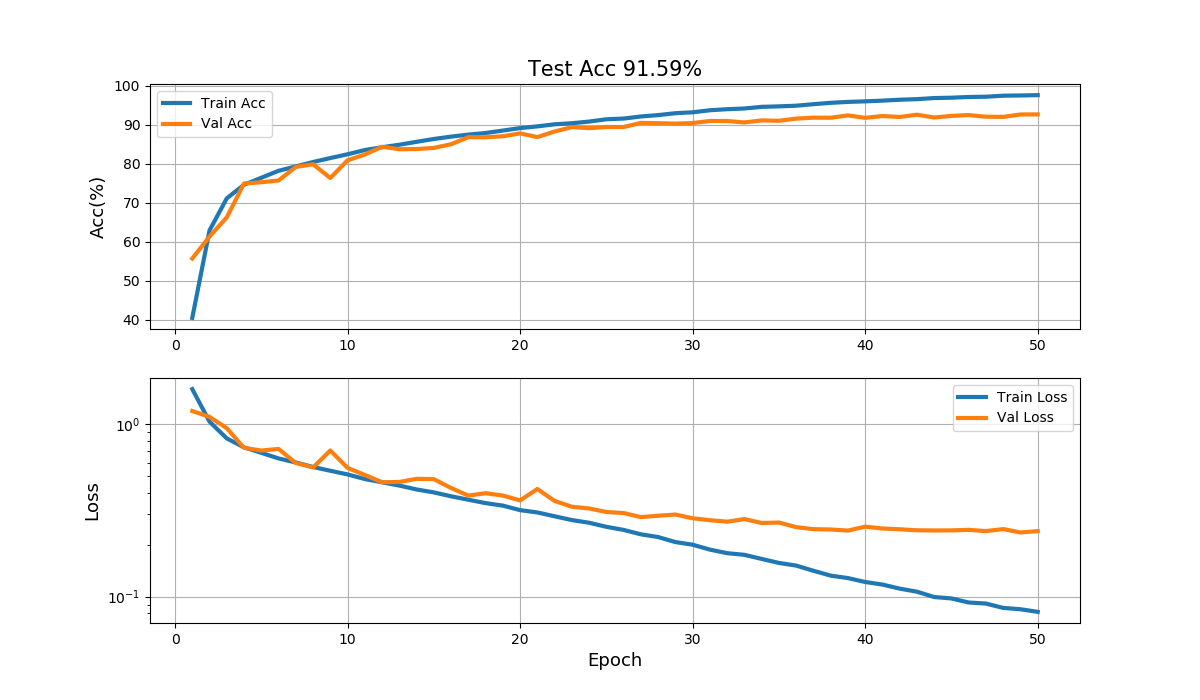 Test Acc 91.59%
100
90
80
70
60
50
40
Acc(%)
Train Acc
Val Acc
0 10 20 30 40 50
10⁰
10⁻¹
Loss
Train Loss
Val Loss
0 10 20 30 40 50
Epoch